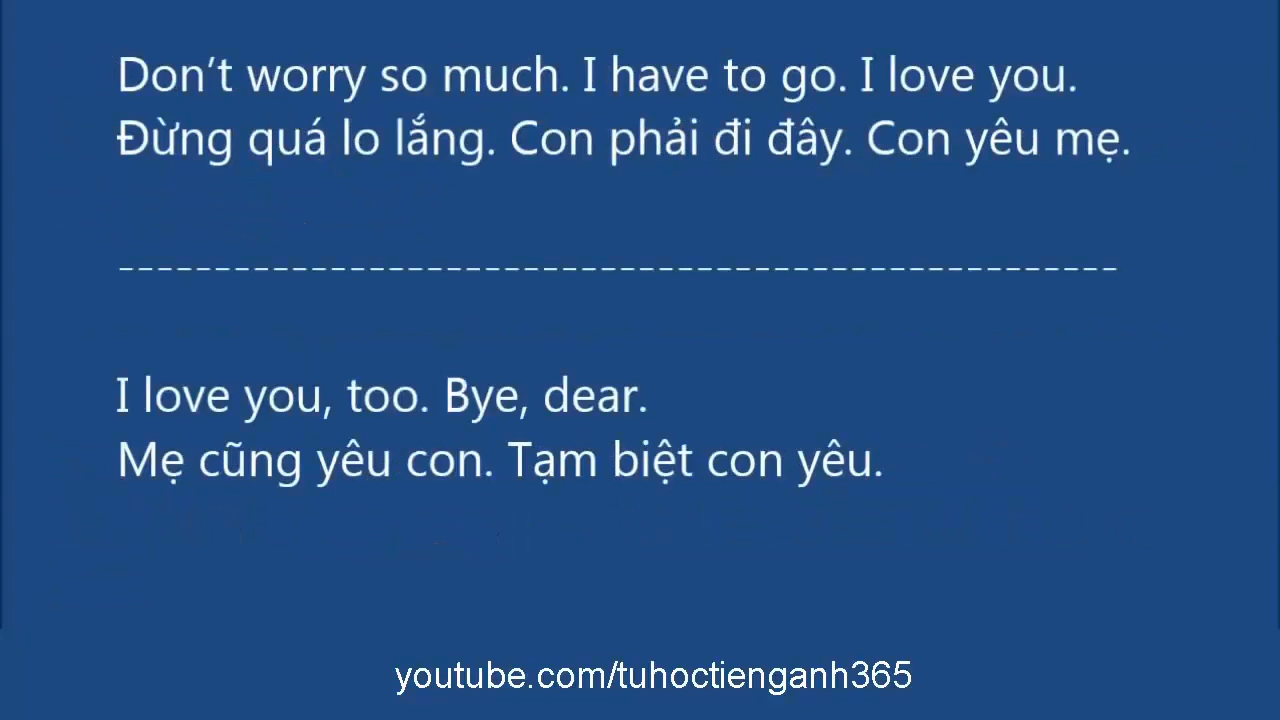 Don’t worry so much. I have to go. I love you.
Đừng quá lo lắng. Con phải đi đây. Con yêu mẹ.
I love you, too. Bye, dear.
Mẹ cũng yêu con. Tạm biệt con yêu.
youtube.com/tuhoctienganh365